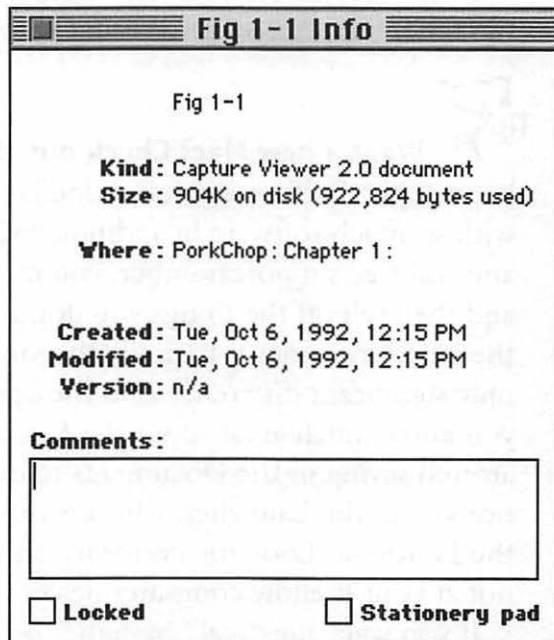 Fig 1-1 Info
Fig 1-1
Kind: Capture Viewer 2.0 document
Size: 904K on disk (922,824 bytes used)
Where: PorkChop: Chapter 1:
Created: Tue, Oct 6, 1992, 12:15 PM
Modified: Tue, Oct 6, 1992, 12:15 PM
Version: n/a
Comments:
Locked
Stationery pad